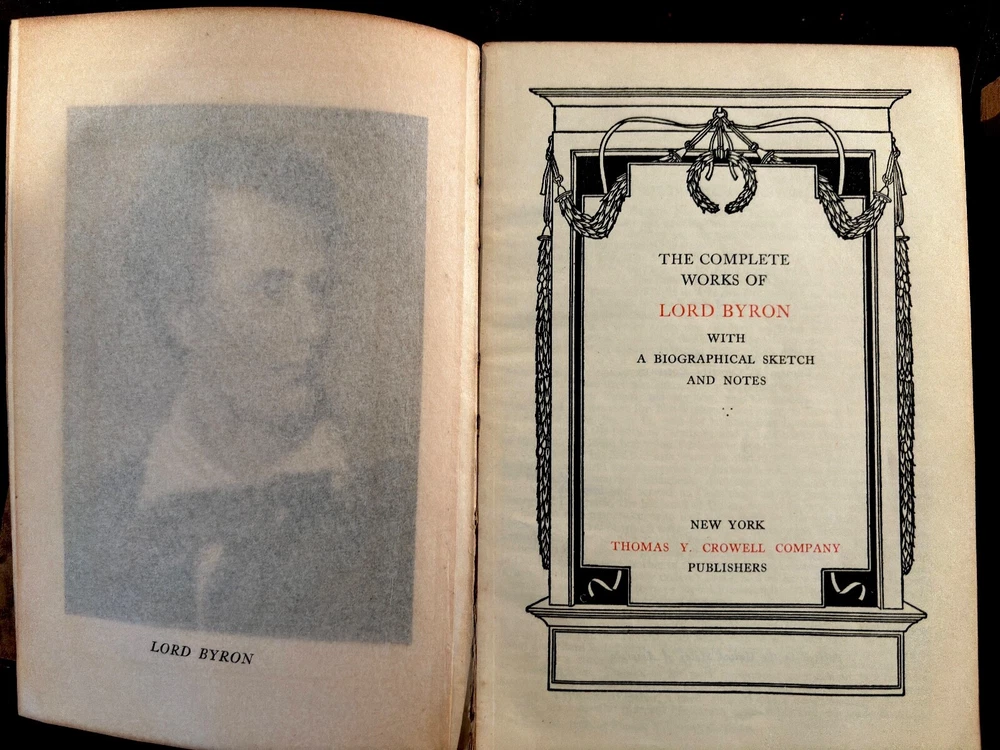 LORD BYRON
THE COMPLETE
WORKS OF
LORD BYRON
WITH
A BIOGRAPHICAL SKETCH
AND NOTES
NEW YORK
THOMAS Y. CROWELL COMPANY
PUBLISHERS